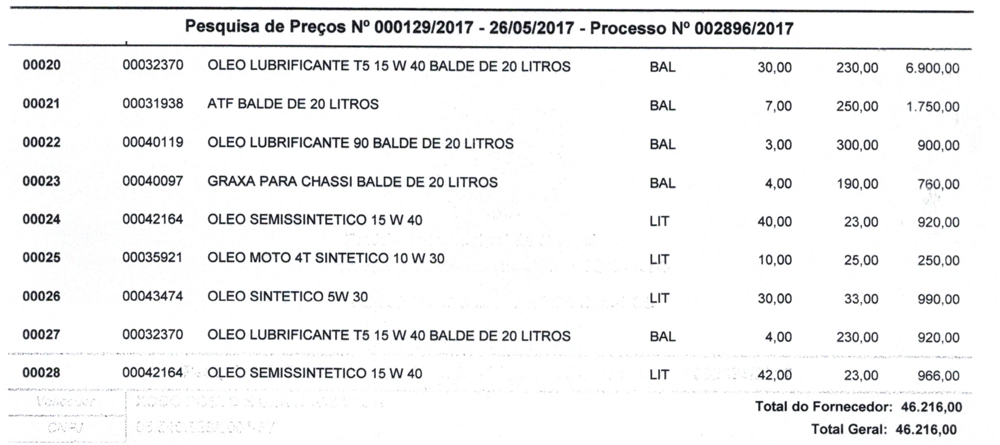 Pesquisa de Preços Nº 000129/2017 - 26/05/2017 - Processo Nº 002896/2017
00020 00032370 OLEO LUBRIFICANTE T5 15 W 40 BALDE DE 20 LITROS BAL 30,00 230,00 6.900,00
00021 00031938 ATF BALDE DE 20 LITROS BAL 7,00 250,00 1.750,00
00022 00040119 OLEO LUBRIFICANTE 90 BALDE DE 20 LITROS BAL 3,00 300,00 900,00
00023 00040097 GRAXA PARA CHASSI BALDE DE 20 LITROS BAL 4,00 190,00 760,00
00024 00042164 OLEO SEMISSINTETICO 15 W 40 LIT 40,00 23,00 920,00
00025 00035921 OLEO MOTO 4T SINTETICO 10 W 30 LIT 10,00 25,00 250,00
00026 00043474 OLEO SINTETICO 5W 30 LIT 30,00 33,00 990,00
00027 00032370 OLEO LUBRIFICANTE T5 15 W 40 BALDE DE 20 LITROS BAL 4,00 230,00 920,00
00028 00042164 OLEO SEMISSINTETICO 15 W 40 LIT 42,00 23,00 966,00
Total do Fornecedor: 46.216,00
Vencedor
Total Geral: 46.216,00
CNPJ